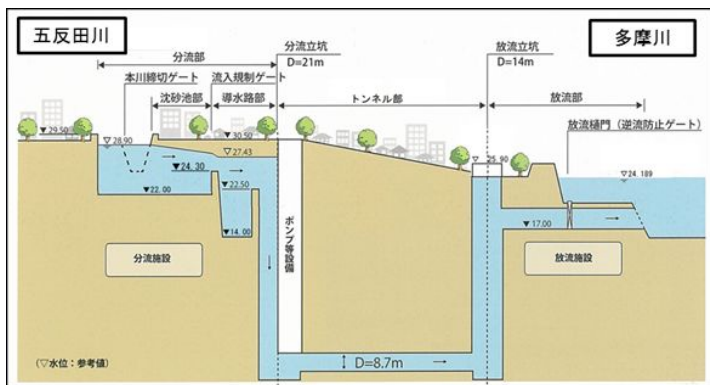 五反田川
多摩川
分流立坑
D=21m
放流立坑
D=14m
分流部
本川締切ゲート
流入規制ゲート
沈砂池部
導水路部
トンネル部
放流部
放流樋門（逆流防止ゲート）
▼29.50
▽28.90
▼30.50
▽27.43
▼24.30
▼22.00
▼22.50
▼14.00
▽25.90
▽24.189
▼17.00
ポンプ等設備
分流施設
放流施設
D=8.7m
（▽水位：参考値）